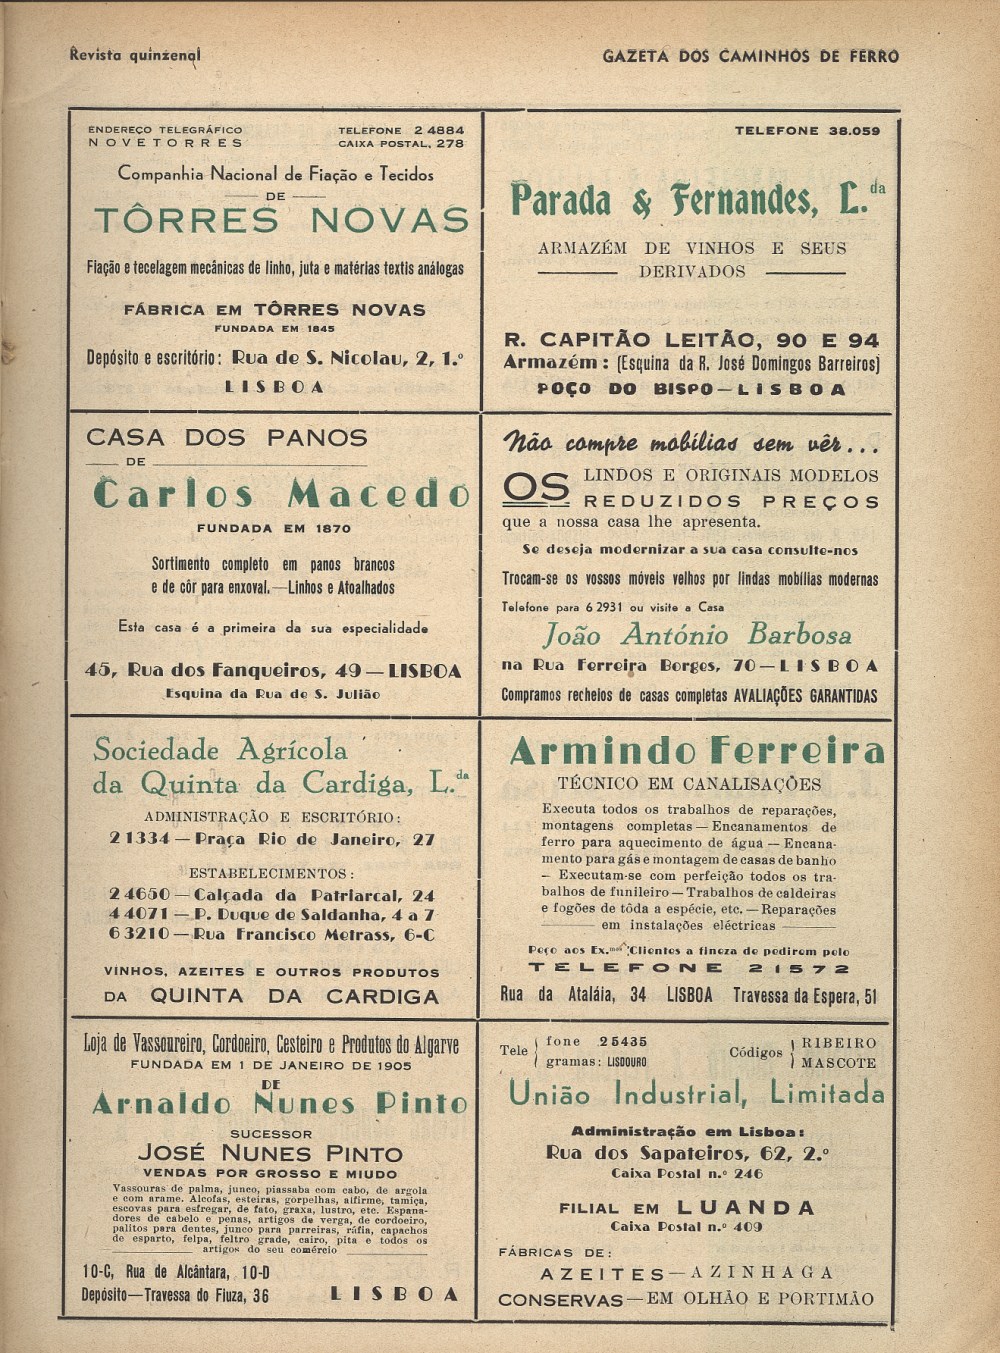 Revista quinzenal
GAZETA DOS CAMINHOS DE FERRO
ENDEREÇO TELEGRÁFICO
NOVETORRES
TELEFONE 2 4884
CAIXA POSTAL, 278
Companhia Nacional de Fiação e Tecidos
DE
TÔRRES NOVAS
Fiação e tecelagem mecânicas de linho, juta e matérias textis análogas
FÁBRICA EM TÔRRES NOVAS
FUNDADA EM 1845
Depósito e escritório: Rua de S. Nicolau, 2, 1.º
LISBOA
TELEFONE 38.059
Parada & Fernandes, L.da
ARMAZÉM DE VINHOS E SEUS
DERIVADOS
R. CAPITÃO LEITÃO, 90 E 94
Armazém: (Esquina da R. José Domingos Barreiros)
POÇO DO BISPO—LISBOA
CASA DOS PANOS
DE
Carlos Macedo
FUNDADA EM 1870
Sortimento completo em panos brancos
e de côr para enxoval.—Linhos e Atoalhados
Esta casa é a primeira da sua especialidade
45, Rua dos Fanqueiros, 49—LISBOA
Esquina da Rua de S. Julião
Não compre mobílias sem vêr...
OS LINDOS E ORIGINAIS MODELOS
REDUZIDOS PREÇOS
que a nossa casa lhe apresenta.
Se deseja modernizar a sua casa consulte-nos
Trocam-se os vossos móveis velhos por lindas mobílias modernas
Telefone para 6 2931 ou visite a Casa
João António Barbosa
na Rua Ferreira Borges, 70—LISBOA
Compramos recheios de casas completas AVALIAÇÕES GARANTIDAS
Sociedade Agrícola
da Quinta da Cardiga, L.da
ADMINISTRAÇÃO E ESCRITÓRIO:
21334—Praça Rio de Janeiro, 27
ESTABELECIMENTOS:
24650—Calçada da Patriarcal, 24
44071—P. Duque de Saldanha, 4 a 7
63210—Rua Francisco Metrass, 6-C
VINHOS, AZEITES E OUTROS PRODUTOS
DA QUINTA DA CARDIGA
Armindo Ferreira
TÉCNICO EM CANALISAÇÕES
Executa todos os trabalhos de reparações,
montagens completas—Encanamentos de
ferro para aquecimento de água—Encana-
mento para gás e montagem de casas de banho
— Executam-se com perfeição todos os tra-
balhos de funileiro—Trabalhos de caldeiras
e fogões de tôda a espécie, etc.—Reparações
em instalações eléctricas
Peço aos Ex.mos Clientes a fineza de pedirem pelo
TELEFONE 21572
Rua da Atalaia, 34 LISBOA Travessa da Espera, 51
Loja de Vassoureiro, Cordoeiro, Cesteiro e Produtos do Algarve
FUNDADA EM 1 DE JANEIRO DE 1905
DE
Arnaldo Nunes Pinto
SUCESSOR
JOSÉ NUNES PINTO
VENDAS POR GROSSO E MIUDO
Vassouras de palma, junco, piassaba com cabo, de argola
e com arame. Alcofas, esteiras, gorpelhas, alfirme, tamiça,
escovas para esfregar, de fato, graxa, lustro, etc. Espana-
dores de cabelo e penas, artigos de verga, de cordoeiro,
palitos para dentes, junco para parreiras, ráfia, capachos
de esparto, felpa, feltro grade, cairo, pita e todos os
artigos do seu comércio
10-C, Rua de Alcântara, 10-D
Depósito—Travessa do Fiuza, 36 LISBOA
Tele fone 25435
gramas: LISDOURO
Códigos RIBEIRO
MASCOTE
União Industrial, Limitada
Administração em Lisboa:
Rua dos Sapateiros, 62, 2.º
Caixa Postal n.º 246
FILIAL EM LUANDA
Caixa Postal n.º 409
FÁBRICAS DE:
AZEITES—AZINHAGA
CONSERVAS—EM OLHÃO E PORTIMÃO